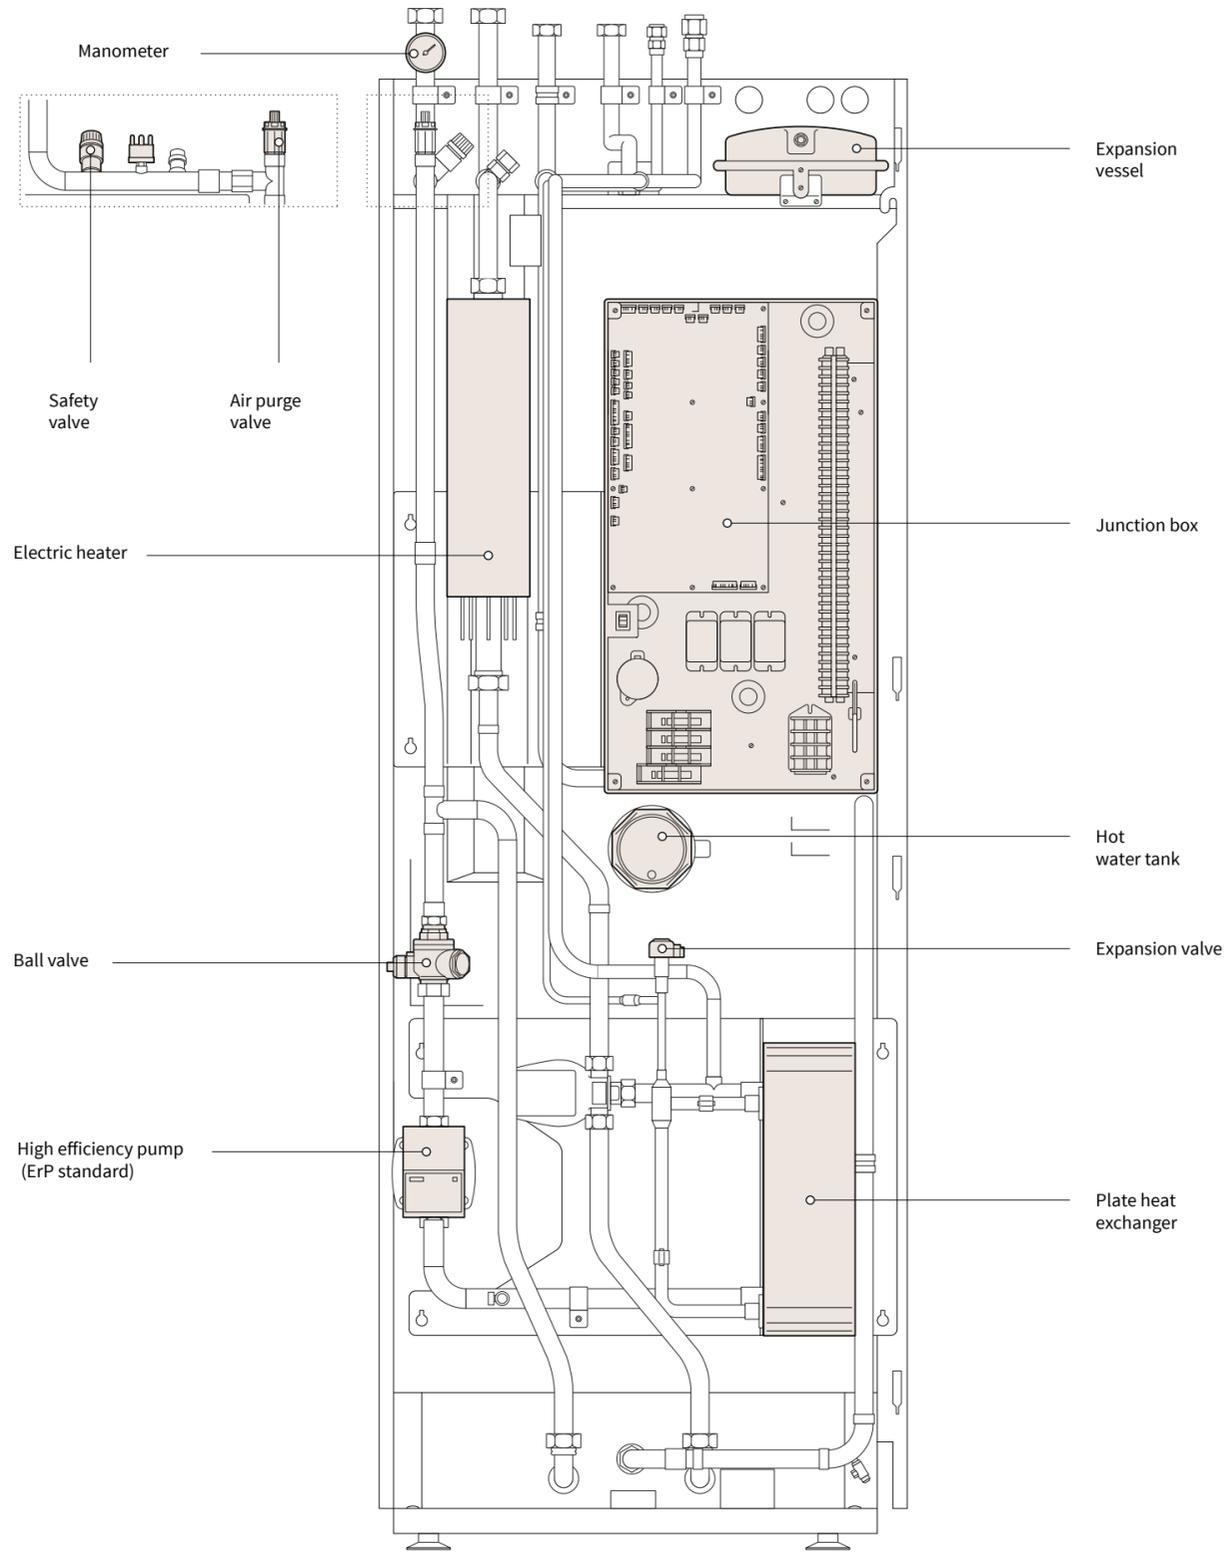 Manometer
Expansion
vessel
Safety
valve
Air purge
valve
Junction box
Electric heater
Hot
water tank
Expansion valve
Ball valve
High efficiency pump
(ErP standard)
Plate heat
exchanger